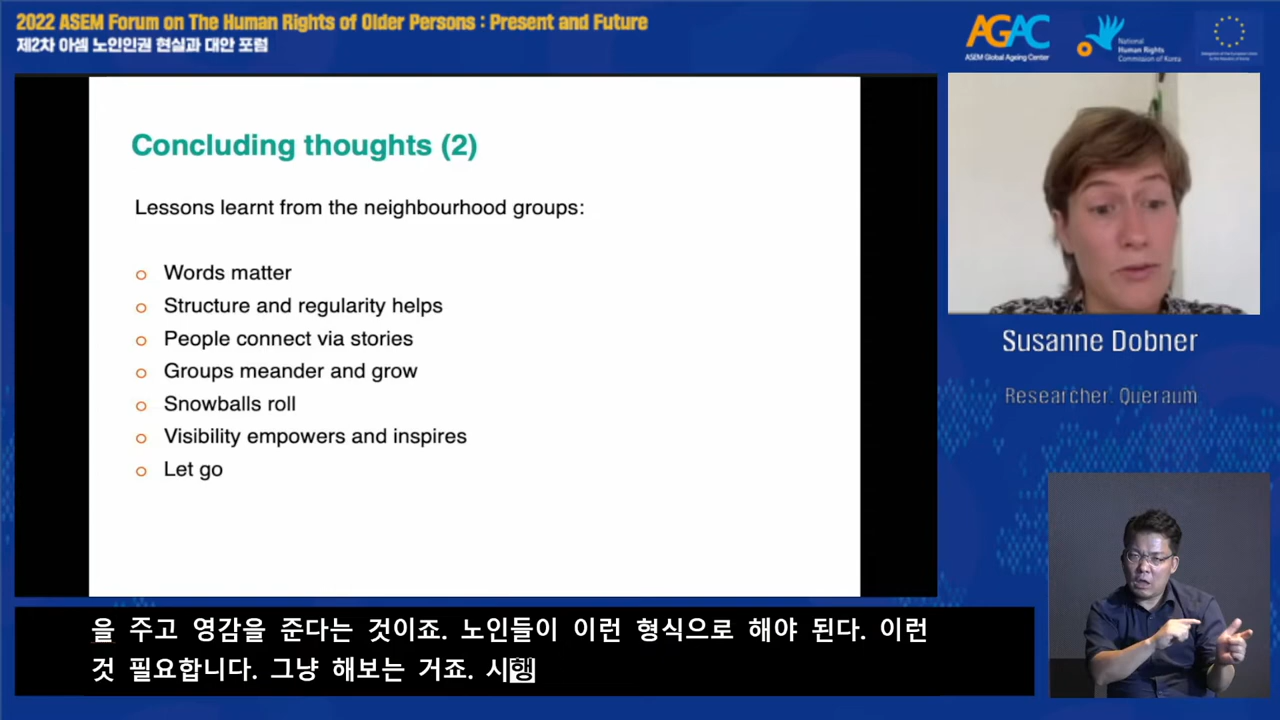 2022 ASEM Forum on The Human Rights of Older Persons : Present and Future
제2차 아셈 노인인권 현실과 대안 포럼
AGAC
ASEM Global Ageing Center
National
Human Rights
Commission of Korea
Concluding thoughts (2)
Lessons learnt from the neighbourhood groups:
Words matter
Structure and regularity helps
People connect via stories
Groups meander and grow
Snowballs roll
Visibility empowers and inspires
Let go
Susanne Dobner
Researcher. Queraum
을 주고 영감을 준다는 것이죠. 노인들이 이런 형식으로 해야 된다. 이런
것 필요합니다. 그냥 해보는 거죠. 시행